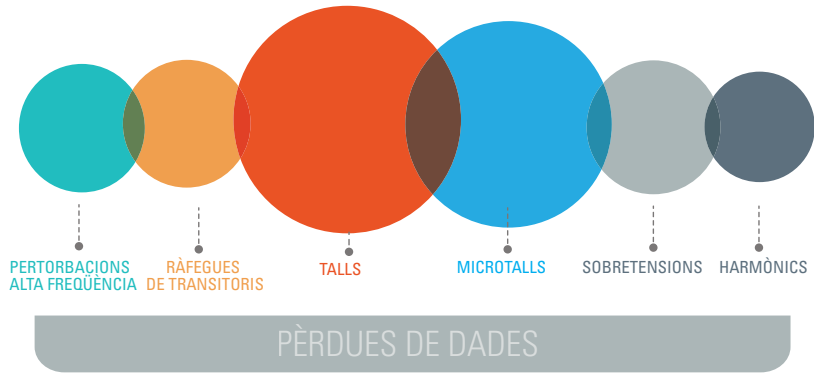 PERTORBACIONS
ALTA FREQÜÈNCIA
RÀFEGUES
DE TRANSITORIS
TALLS
MICROTALLS
SOBRETENSIONS
HARMÒNICS
PÈRDUES DE DADES